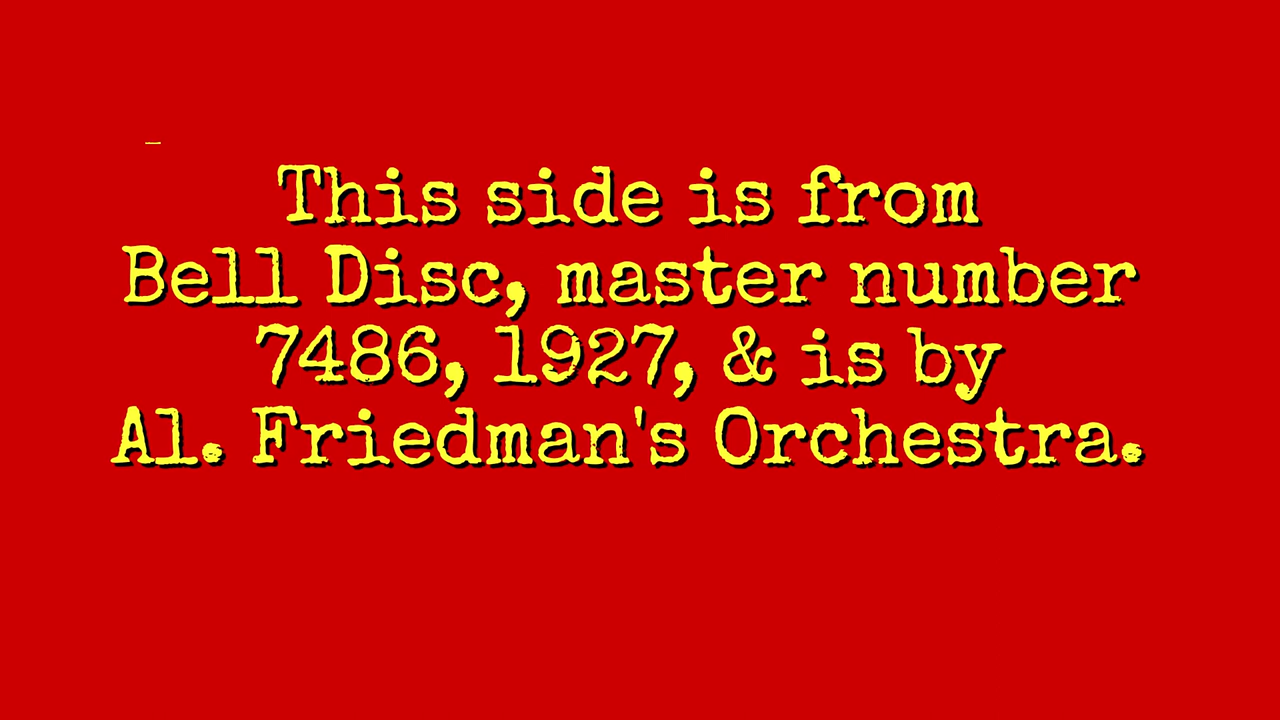 This side is from
Bell Disc, master number
7486, 1927, & is by
Al. Friedman's Orchestra.